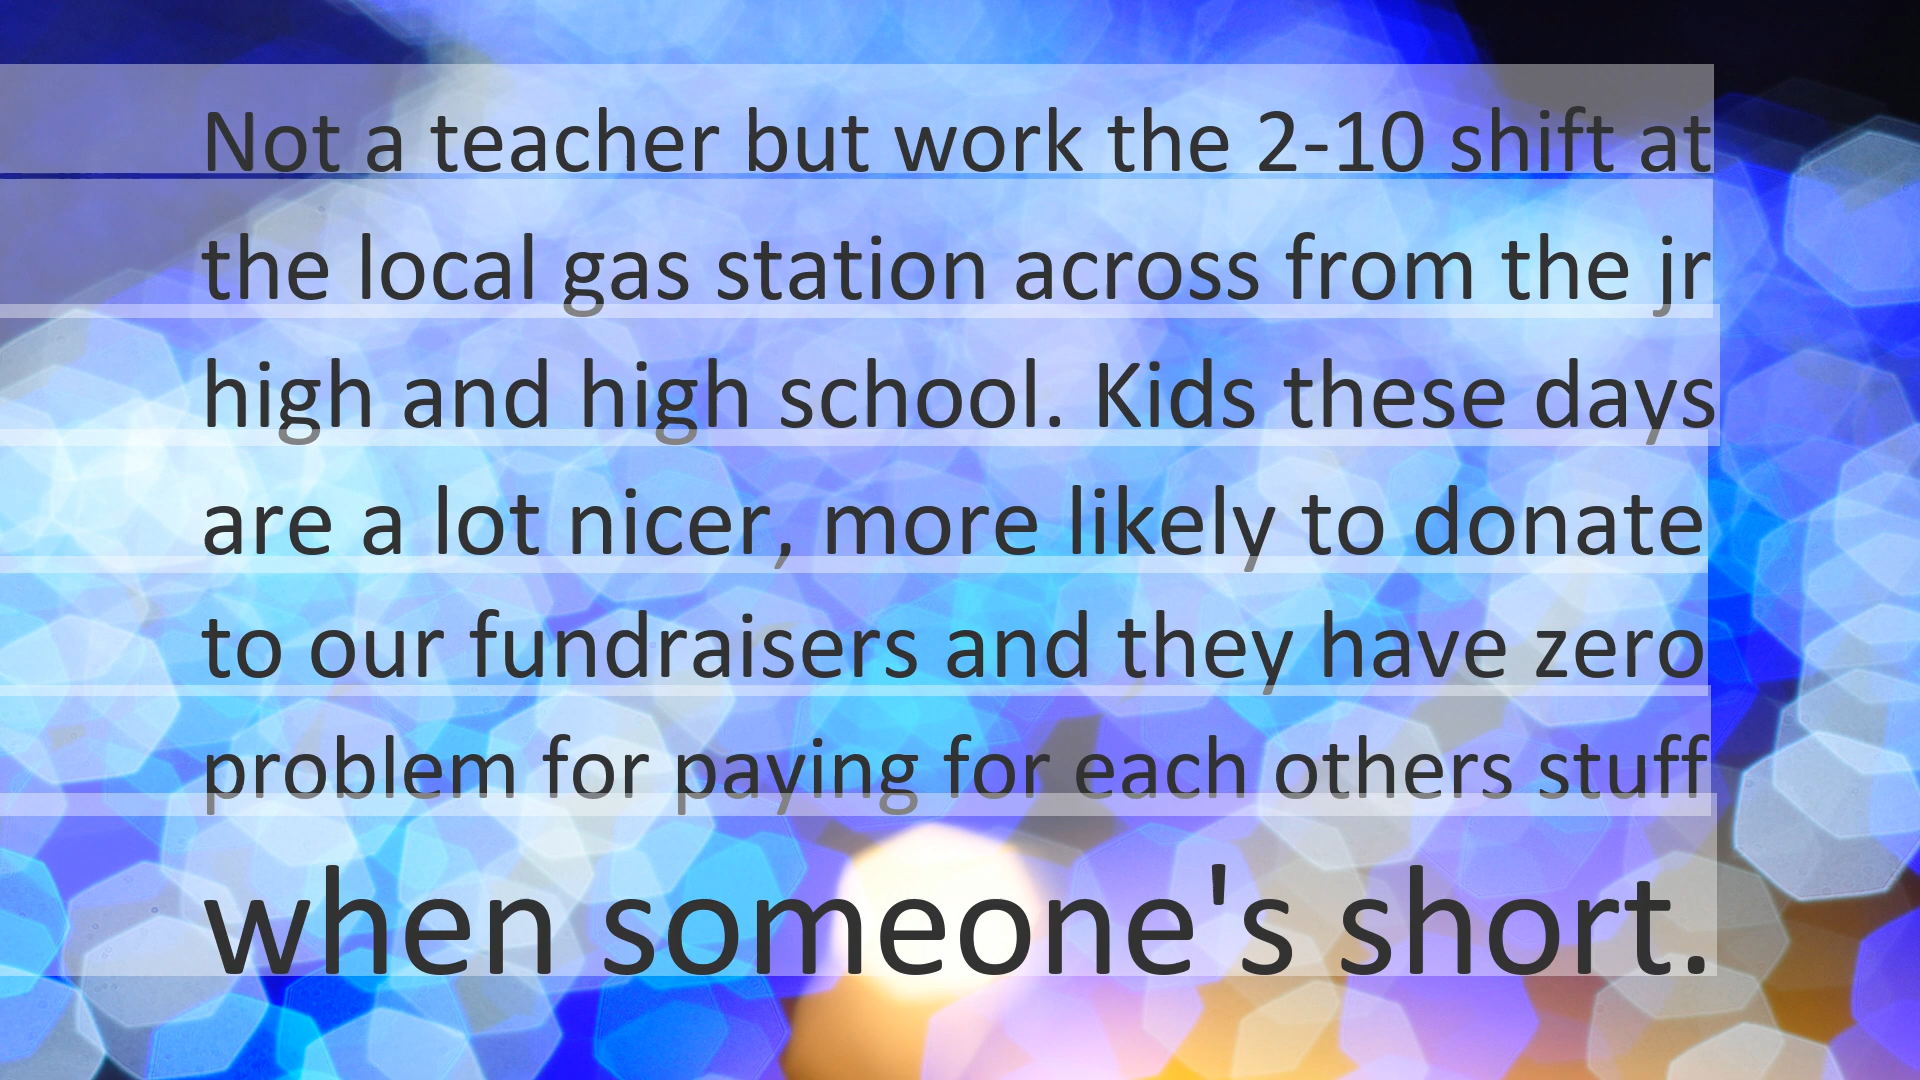 Not a teacher but work the 2-10 shift at
the local gas station across from the jr
high and high school. Kids these days
are a lot nicer, more likely to donate
to our fundraisers and they have zero
problem for paying for each others stuff
when someone's short.